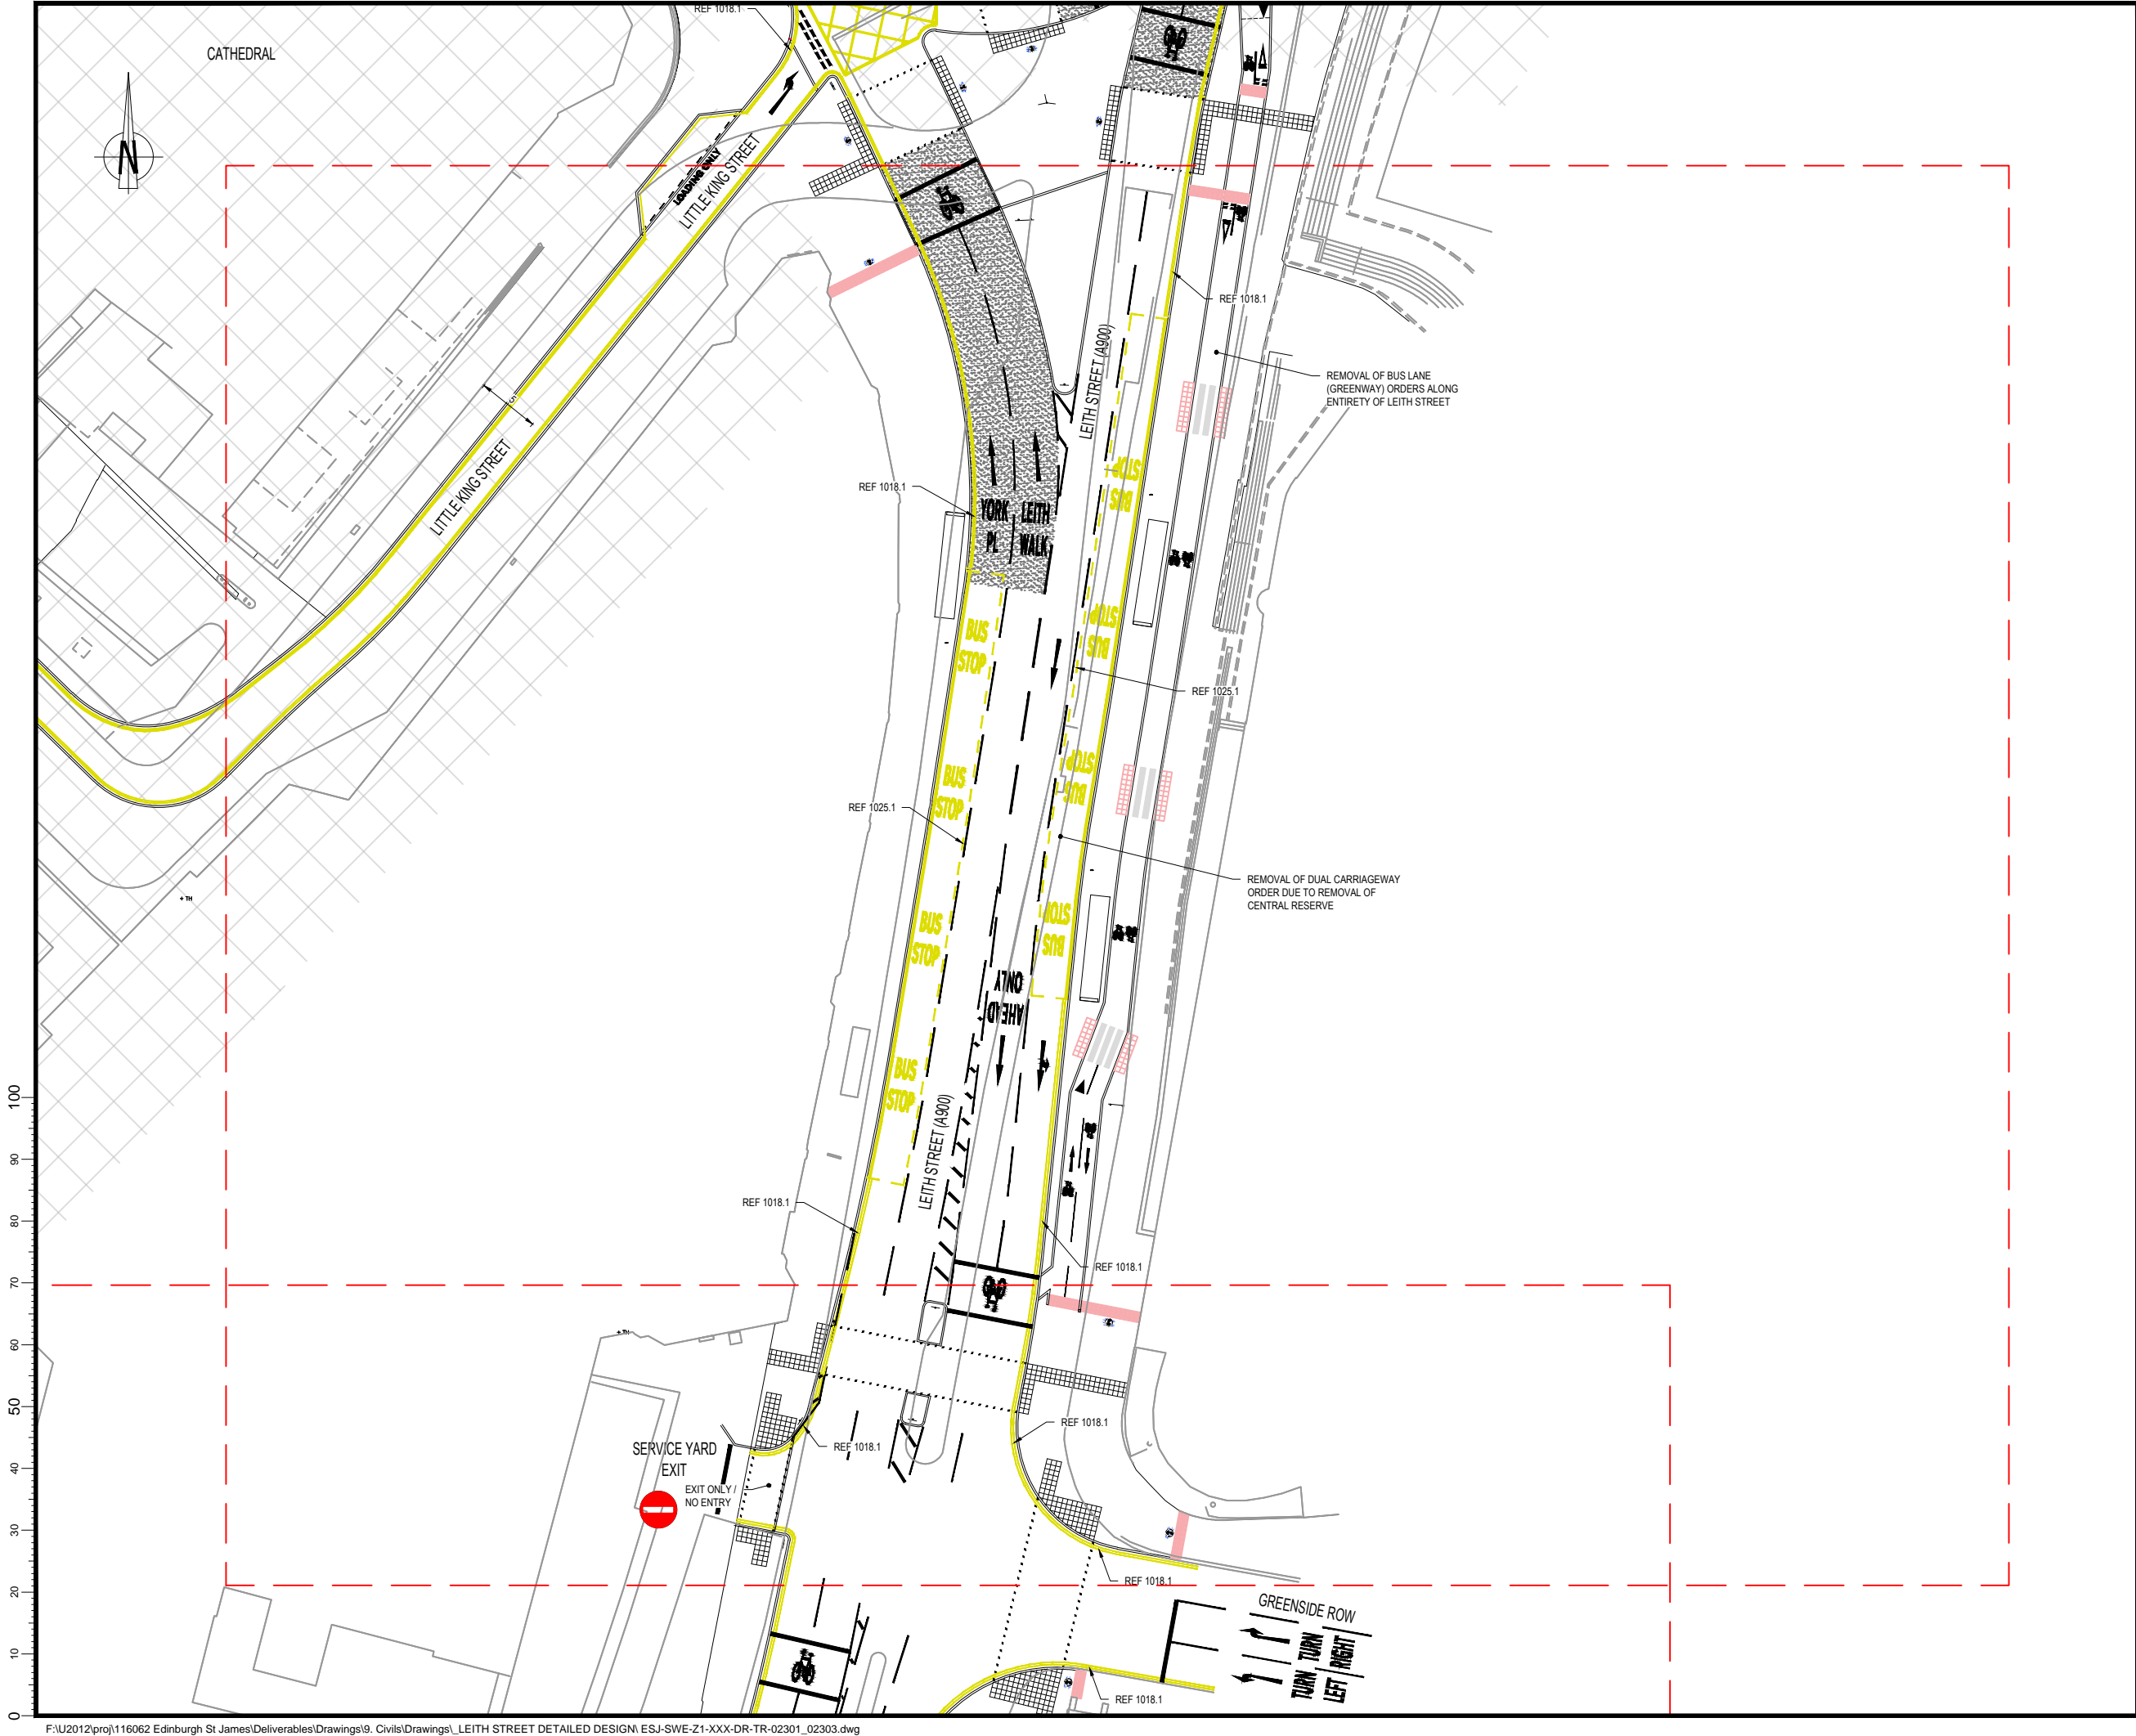 REF 1018.1
CATHEDRAL
N
LOADING ONLY
LITTLE KING STREET
REF 1018.1
LEITH STREET (A900)
REMOVAL OF BUS LANE
(GREENWAY) ORDERS ALONG
ENTIRETY OF LEITH STREET
5
LITTLE KING STREET
REF 1018.1
YORK
PL
LEITH
WALK
STOP
BUS
BUS
STOP
STOP
BUS
REF 1025.1
BUS
STOP
STOP
BUS
REF 1025.1
REMOVAL OF DUAL CARRIAGEWAY
ORDER DUE TO REMOVAL OF
CENTRAL RESERVE
TH
BUS
STOP
STOP
BUS
ONLY
AHEAD
BUS
STOP
LEITH STREET (A900)
REF 1018.1
REF 1018.1
TH
REF 1018.1
REF 1018.1
SERVICE YARD
EXIT
EXIT ONLY /
NO ENTRY
REF 1018.1
GREENSIDE ROW
TURN
RIGHT
TURN
LEFT
REF 1018.1
100
90
80
70
60
50
40
30
20
10
0
F:\U2012\proj\116062 Edinburgh St James\Deliverables\Drawings\9. Civils\Drawings\_LEITH STREET DETAILED DESIGN\ ESJ-SWE-Z1-XXX-DR-TR-02301_02303.dwg